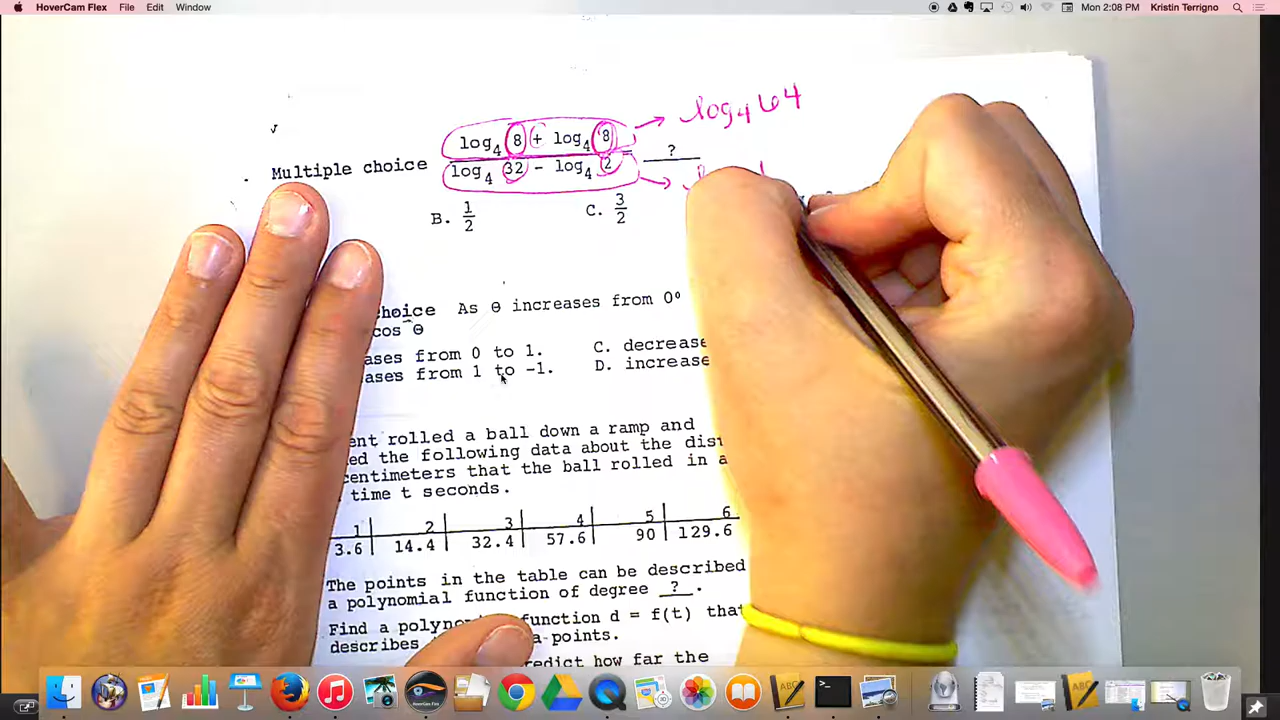 HoverCam Flex File Edit Window Mon 2:08 PM Kristin Terrigno
log₄ 64
Multiple choice log₄ 8 + log₄ 8 / log₄ 32 - log₄ 2 = ?
B. 1/2 C. 3/2
choice As θ increases from 0°
cos θ
ases from 0 to 1. C. decrease
ases from 1 to -1. D. increase
ent rolled a ball down a ramp and
ed the following data about the dist
centimeters that the ball rolled in a
time t seconds.
1 2 3 4 5 6
3.6 14.4 32.4 57.6 90 129.6
The points in the table can be described
a polynomial function of degree ?.
Find a polyno function d = f(t) that
describes a-points.
redict how far the